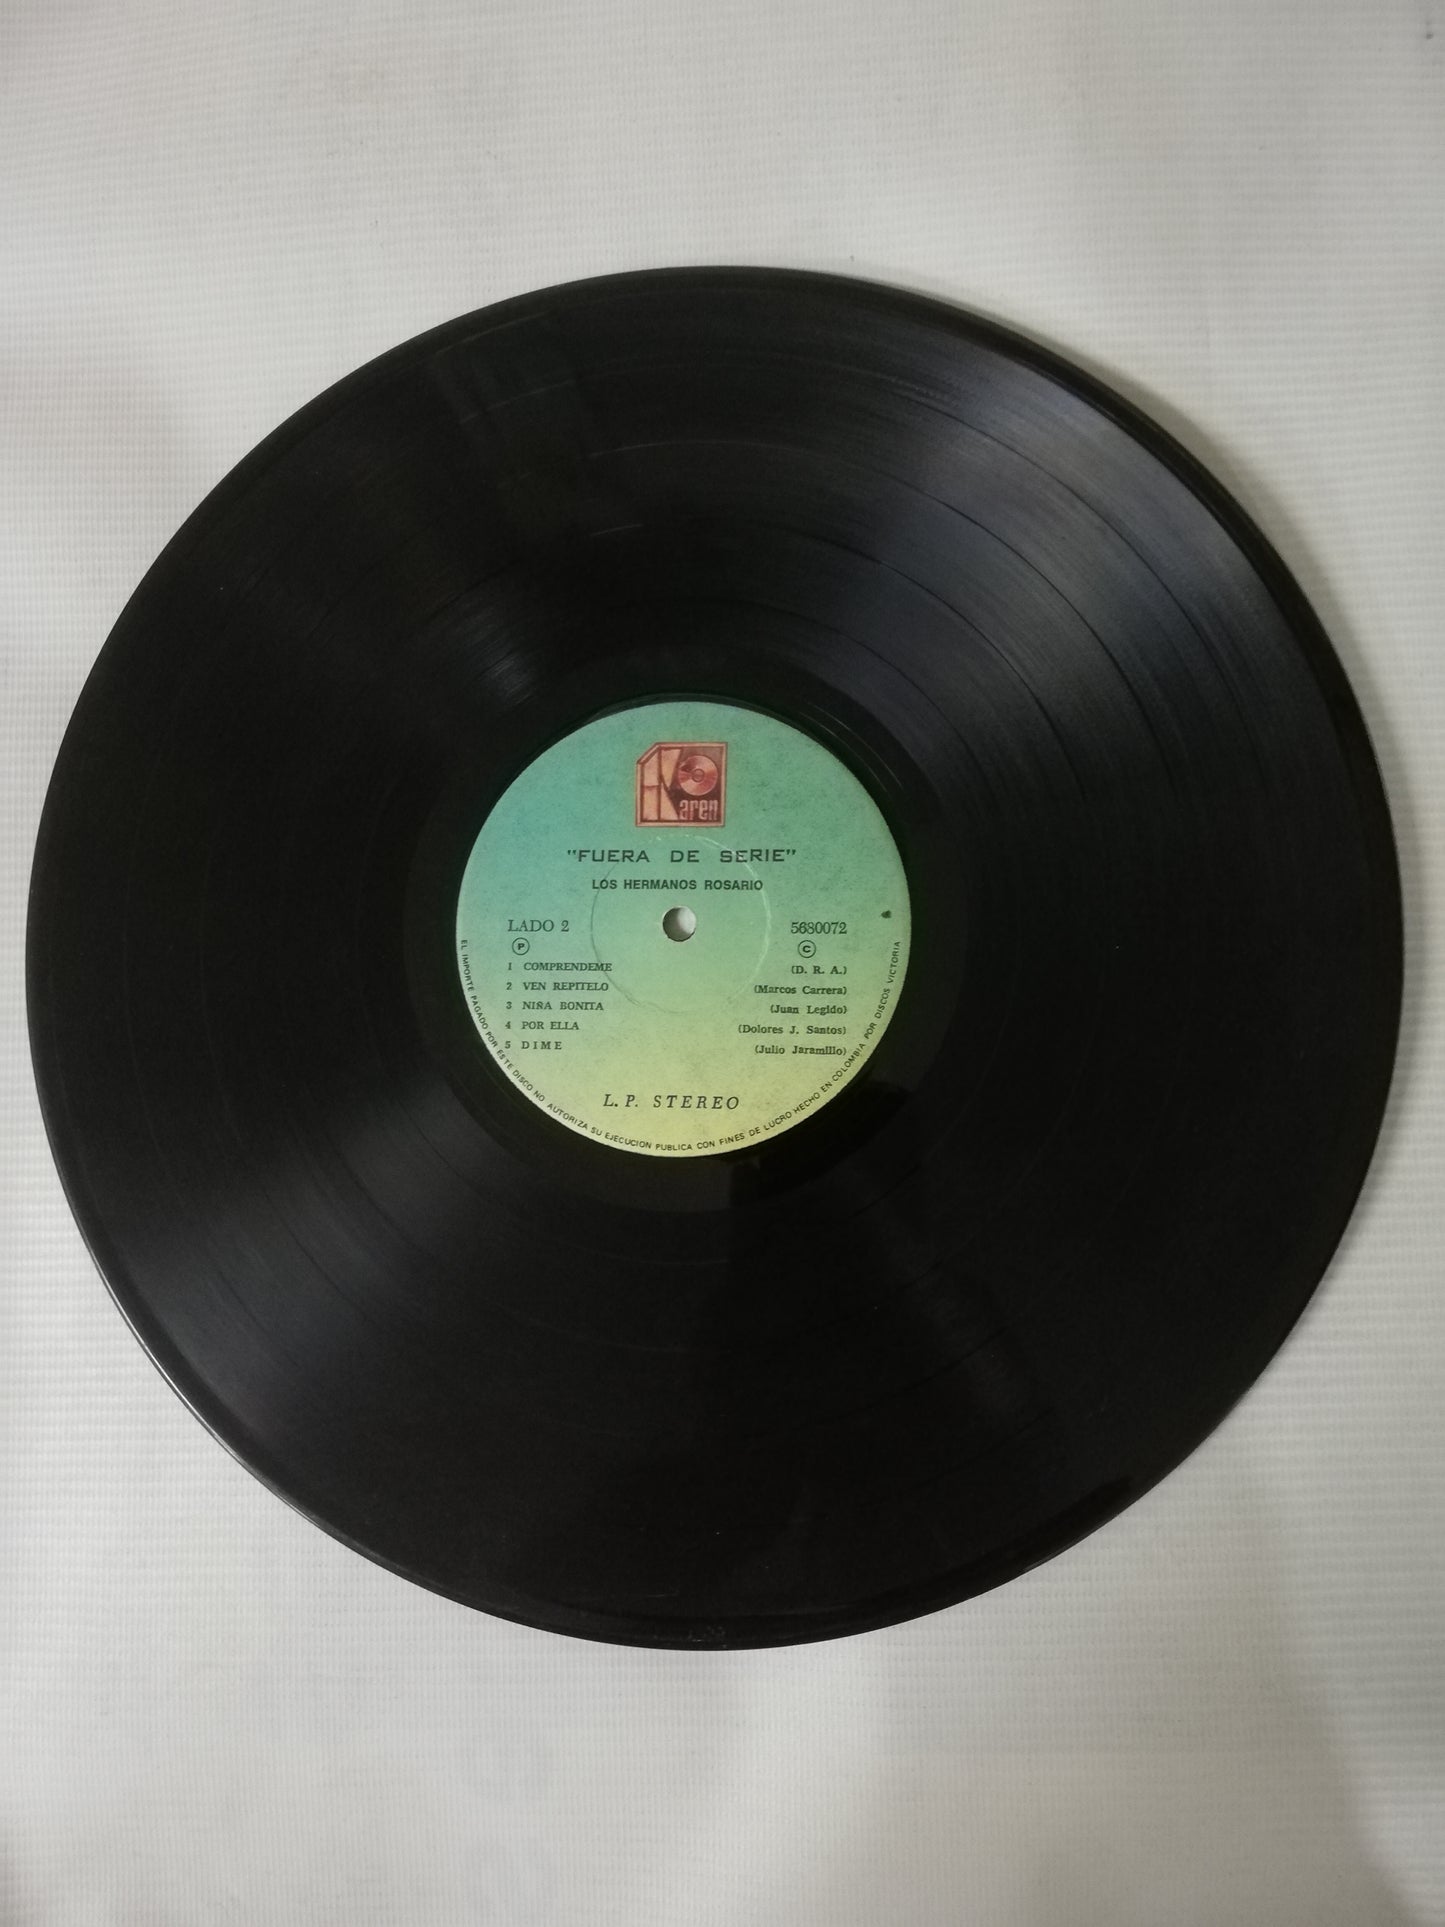 Karen
"FUERA DE SERIE"
LOS HERMANOS ROSARIO
LADO 2 5680072
Ⓟ ©
1 COMPRENDEME (D. R. A.)
2 VEN REPITELO (Marcos Carrera)
3 NIÑA BONITA (Juan Legido)
4 POR ELLA (Dolores J. Santos)
5 DIME (Julio Jaramillo)
L. P. STEREO
EL IMPORTE PAGADO POR ESTE DISCO NO AUTORIZA SU EJECUCION PUBLICA CON FINES DE LUCRO HECHO EN COLOMBIA POR DISCOS VICTORIA